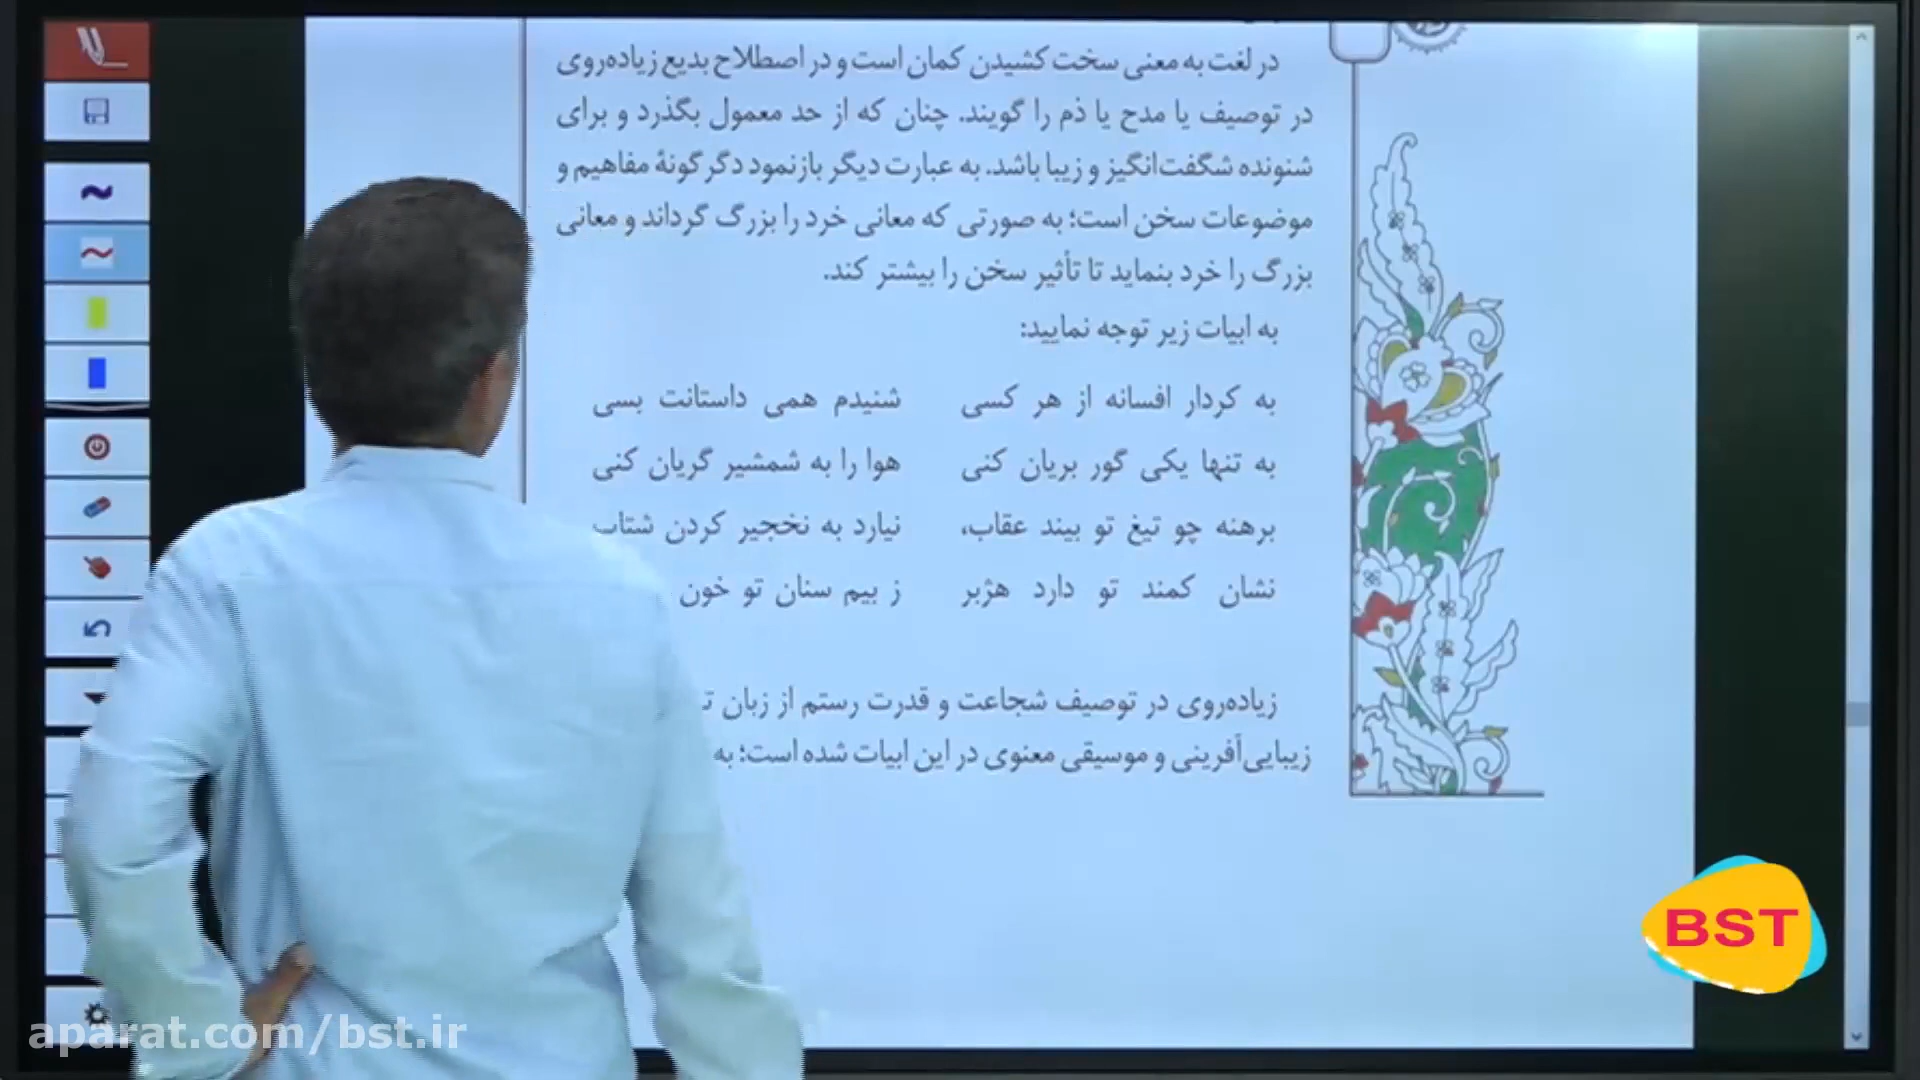 در لغت به معنی سخت کشیدن کمان است و در اصطلاح بدیع زیاده‌روی
در توصیف یا مدح یا ذم را گویند. چنان که از حد معمول بگذرد و برای
شنونده شگفت‌انگیز و زیبا باشد. به عبارت دیگر بازنمود دگرگونهٔ مفاهیم و
موضوعات سخن است؛ به صورتی که معانی خرد را بزرگ گرداند و معانی
بزرگ را خرد بنماید تا تأثیر سخن را بیشتر کند.
به ابیات زیر توجه نمایید:
به کردار افسانه از هر کسی شنیدم همی داستانت بسی
به تنها یکی گور بریان کنی هوا را به شمشیر گریان کنی
برهنه چو تیغ تو بیند عقاب، نیارد به نخجیر کردن شتاب
نشان کمند تو دارد هژبر ز بیم سنان تو خون
زیاده‌روی در توصیف شجاعت و قدرت رستم از زبان
زیبایی‌آفرینی و موسیقی معنوی در این ابیات شده است؛ به
BST
aparat.com/bst.ir